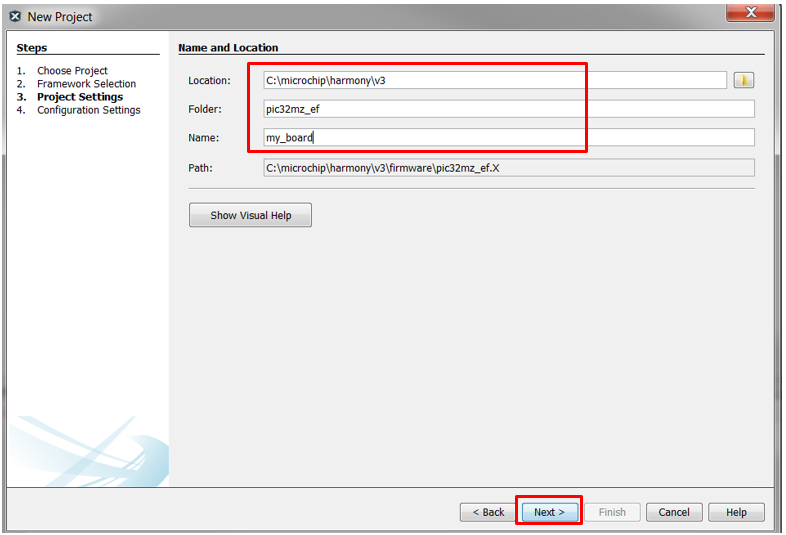 New Project
Steps
1. Choose Project
2. Framework Selection
3. Project Settings
4. Configuration Settings
Name and Location
Location: C:\microchip\harmony\v3
Folder: pic32mz_ef
Name: my_board
Path: C:\microchip\harmony\v3\firmware\pic32mz_ef.X
Show Visual Help
< Back Next > Finish Cancel Help